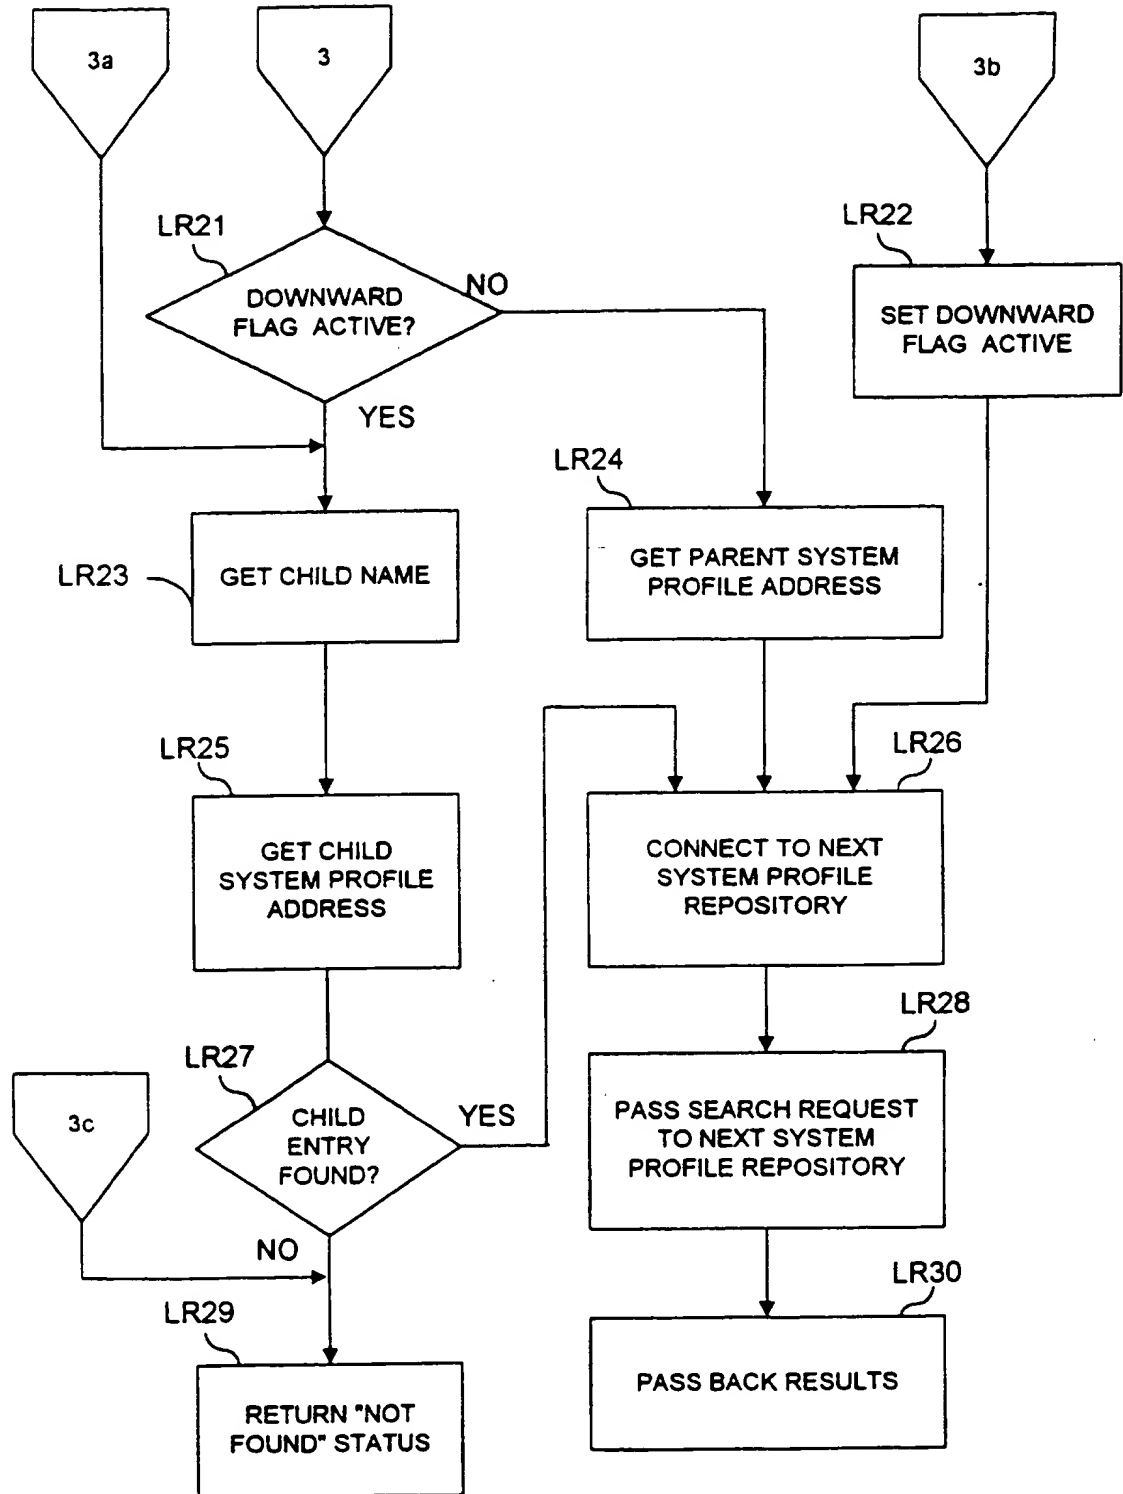 3a
3
3b
LR21
DOWNWARD
FLAG ACTIVE?
NO
YES
LR22
SET DOWNWARD
FLAG ACTIVE
LR23
GET CHILD NAME
LR24
GET PARENT SYSTEM
PROFILE ADDRESS
LR25
GET CHILD
SYSTEM PROFILE
ADDRESS
LR26
CONNECT TO NEXT
SYSTEM PROFILE
REPOSITORY
3c
LR27
CHILD
ENTRY
FOUND?
YES
NO
LR28
PASS SEARCH REQUEST
TO NEXT SYSTEM
PROFILE REPOSITORY
LR29
RETURN "NOT
FOUND" STATUS
LR30
PASS BACK RESULTS